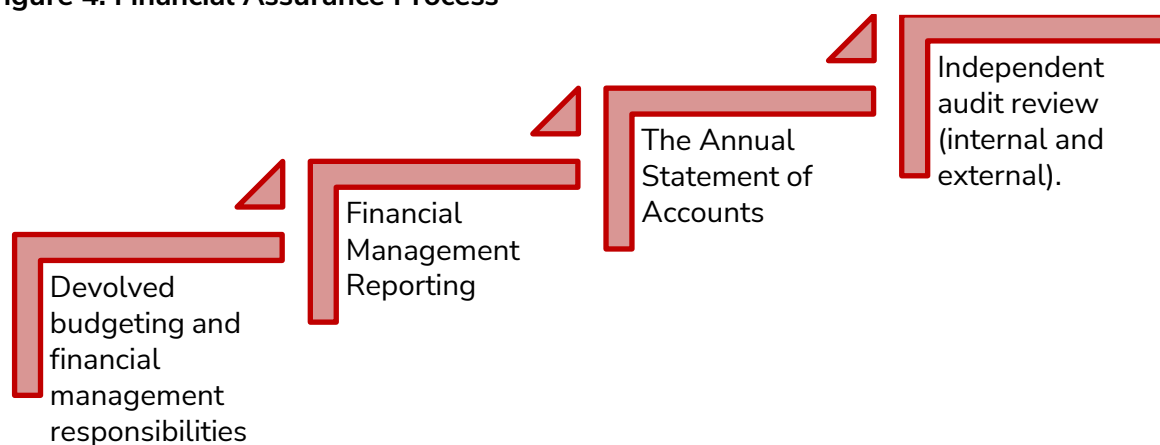 Figure 4. Financial Assurance Process
Devolved
budgeting and
financial
management
responsibilities
Financial
Management
Reporting
The Annual
Statement of
Accounts
Independent
audit review
(internal and
external).